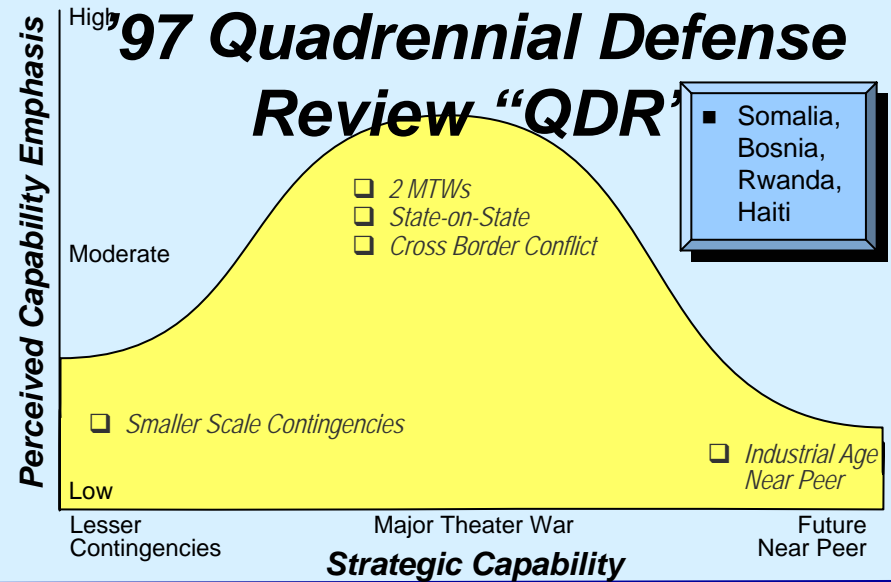 '97 Quadrennial Defense
Review “QDR”
High
Perceived Capability Emphasis
■ Somalia,
Bosnia,
Rwanda,
Haiti
❑ 2 MTWs
❑ State-on-State
❑ Cross Border Conflict
Moderate
❑ Smaller Scale Contingencies
❑ Industrial Age
Near Peer
Low
Lesser
Contingencies
Major Theater War
Future
Near Peer
Strategic Capability